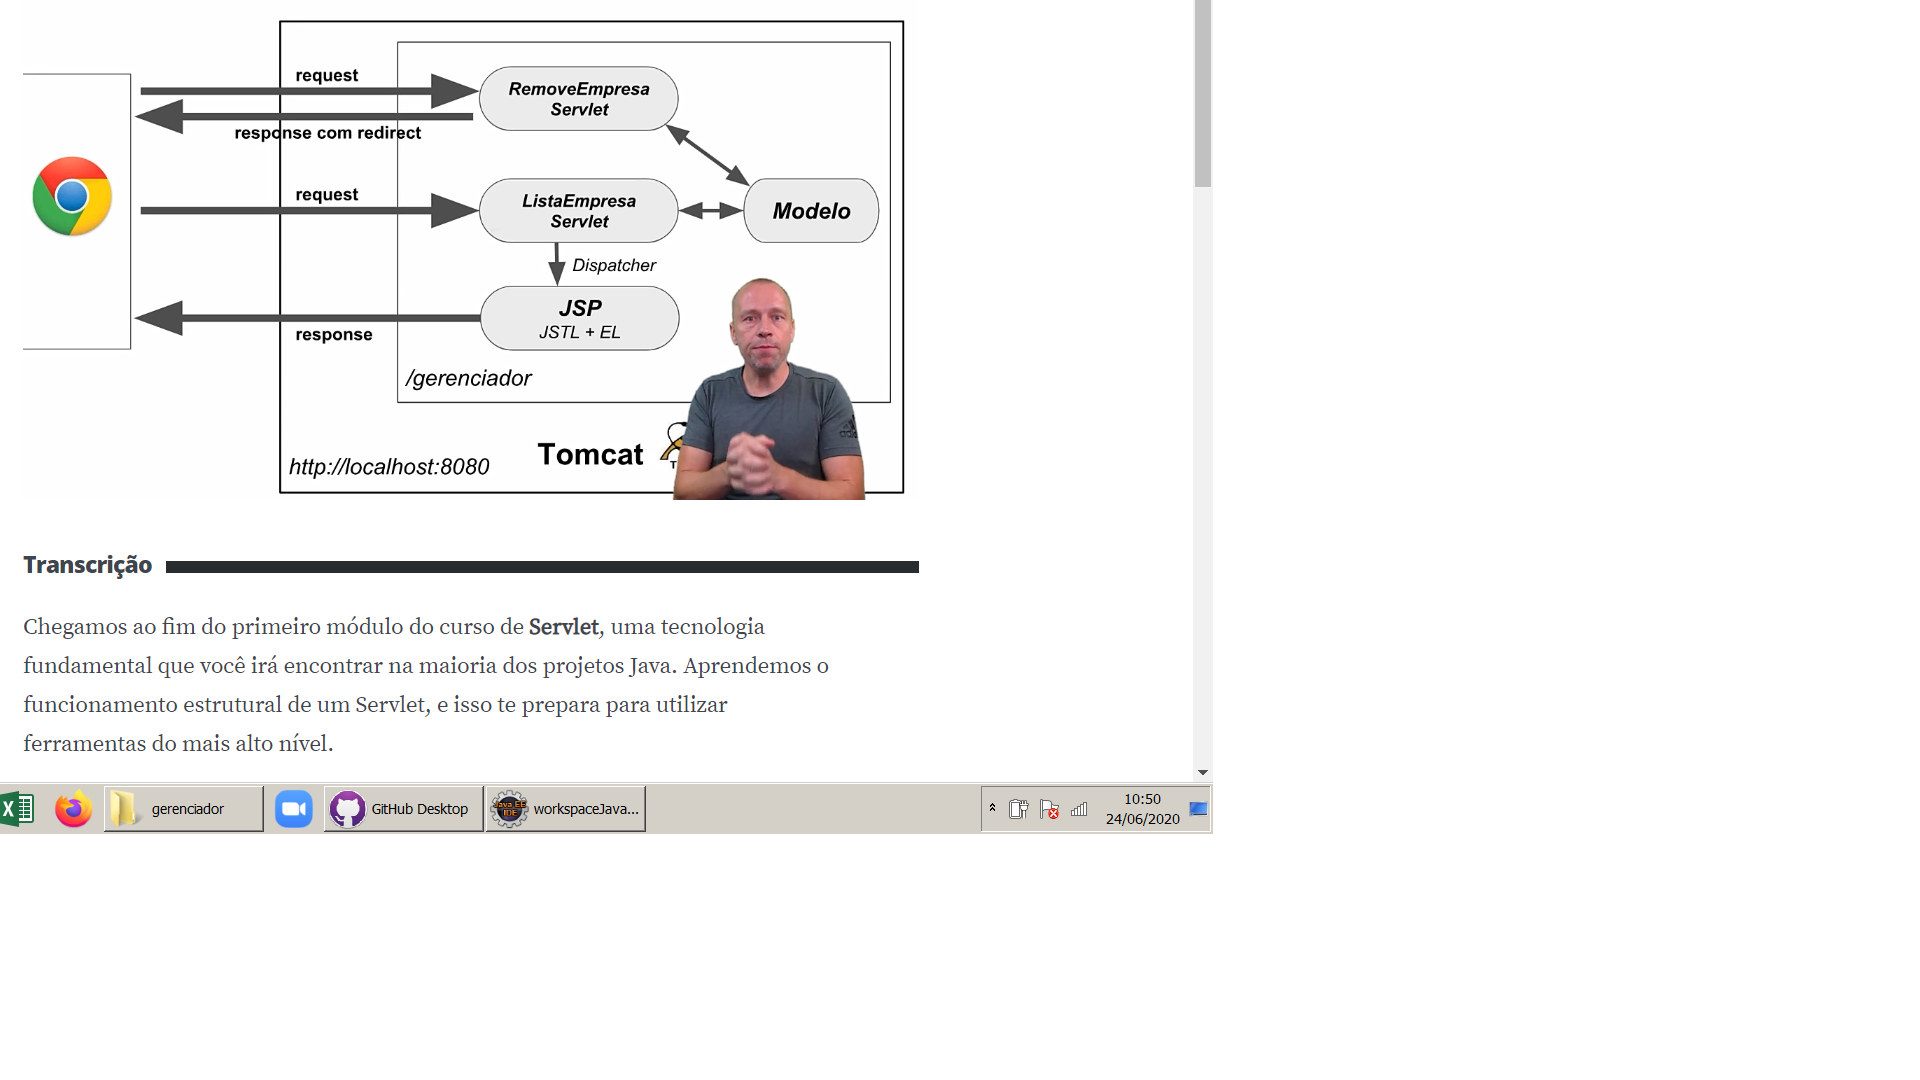 request
RemoveEmpresa
Servlet
response com redirect
request
ListaEmpresa
Servlet
Modelo
Dispatcher
JSP
JSTL + EL
response
/gerenciador
Tomcat
http://localhost:8080
Transcrição
Chegamos ao fim do primeiro módulo do curso de Servlet, uma tecnologia
fundamental que você irá encontrar na maioria dos projetos Java. Aprendemos o
funcionamento estrutural de um Servlet, e isso te prepara para utilizar
ferramentas do mais alto nível.
gerenciador
GitHub Desktop
Java EE
IDE
workspaceJava...
10:50
24/06/2020